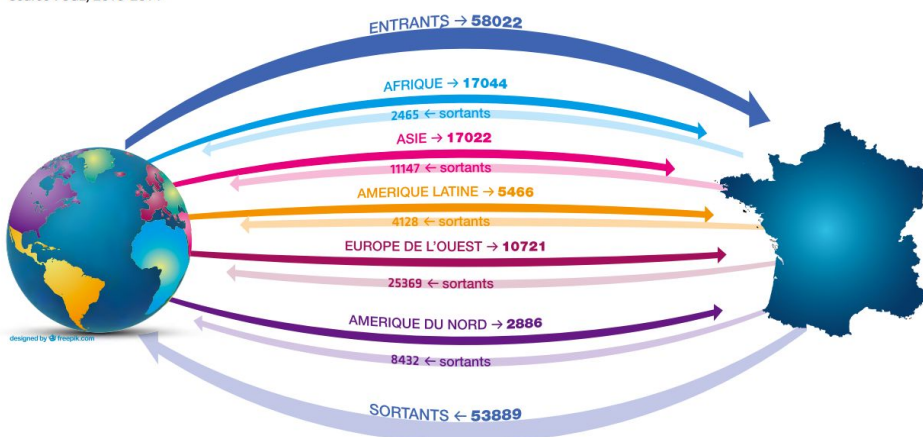 ENTRANTS → 58022
AFRIQUE → 17044
2465 ← sortants
ASIE → 17022
11147 ← sortants
AMERIQUE LATINE → 5466
4128 ← sortants
EUROPE DE L'OUEST → 10721
25369 ← sortants
AMERIQUE DU NORD → 2886
8432 ← sortants
SORTANTS ← 53889
designed by freepik.com